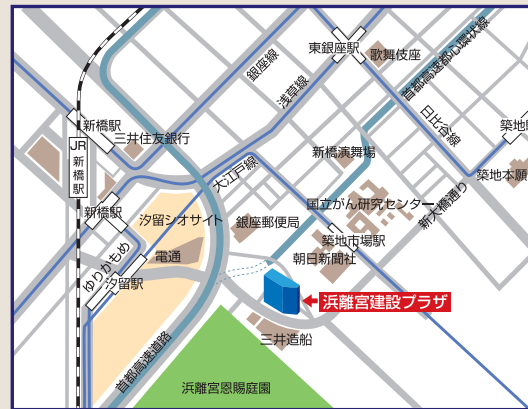 東銀座駅
歌舞伎座
首都高速都心環状線
銀座線
浅草線
日比谷線
新橋駅
三井住友銀行
築地
JR新橋駅
新橋演舞場
築地本願
大江戸線
国立がん研究センター
新大橋通り
新橋駅
汐留シオサイト
銀座郵便局
築地市場駅
ゆりかもめ
電通
朝日新聞社
汐留駅
浜離宮建設プラザ
三井造船
首都高速道路
浜離宮恩賜庭園